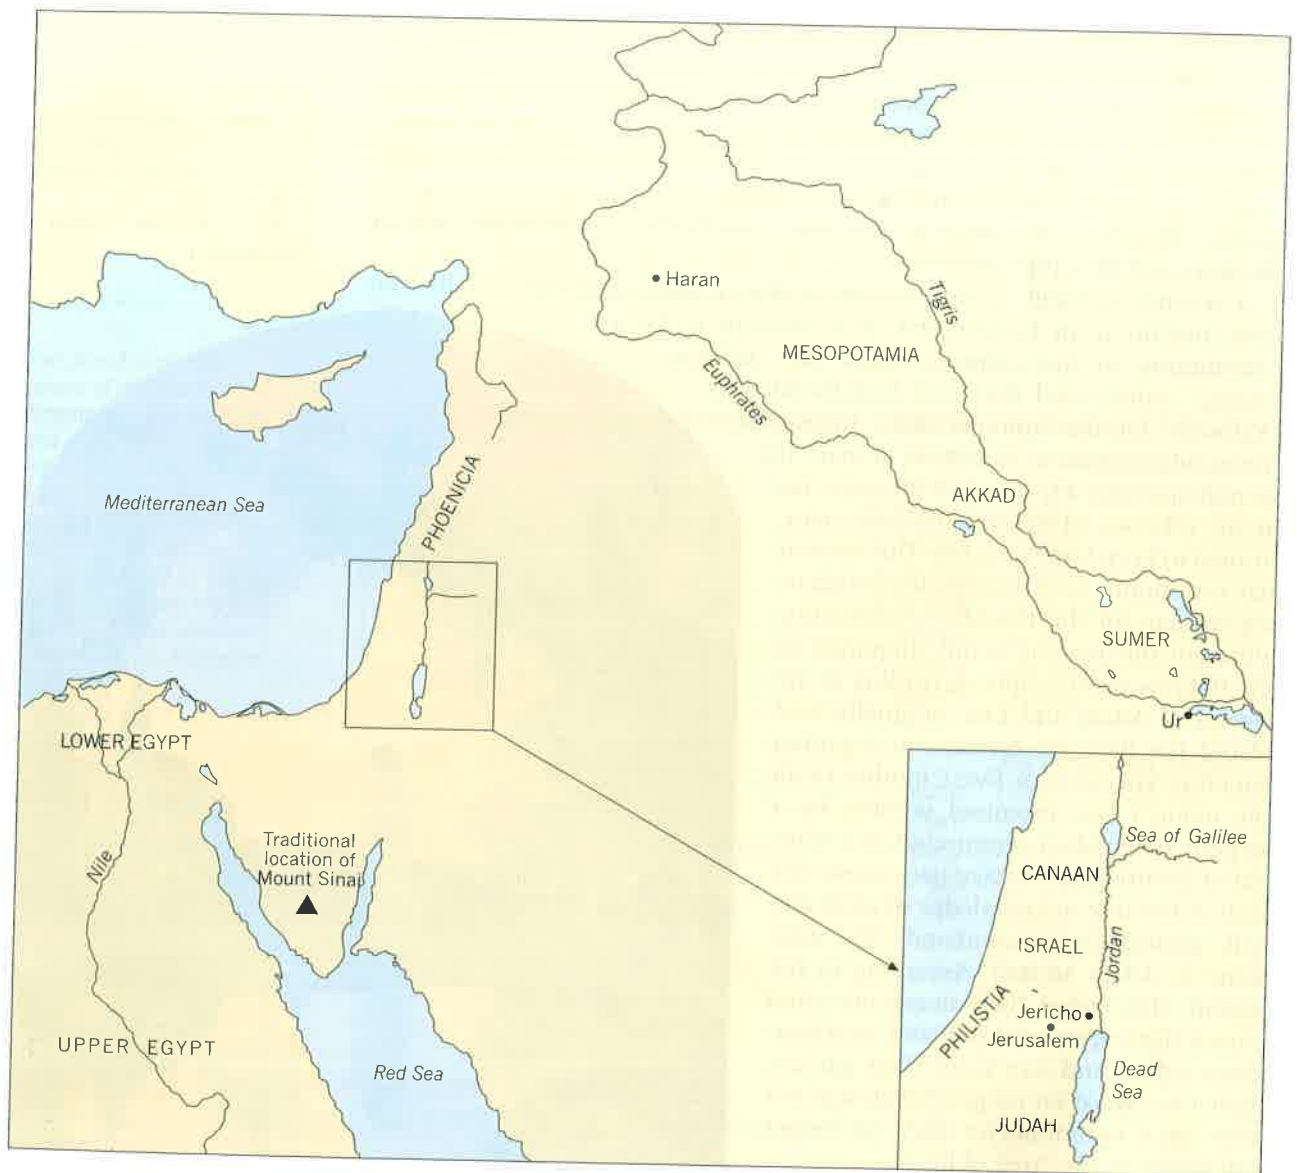 Haran
Tigris
MESOPOTAMIA
Euphrates
Mediterranean Sea
PHOENICIA
AKKAD
SUMER
Ur
LOWER EGYPT
Nile
Traditional
location of
Mount Sinai
UPPER EGYPT
Red Sea
Sea of Galilee
CANAAN
ISRAEL
Jordan
PHILISTIA
Jericho
Jerusalem
Dead
Sea
JUDAH